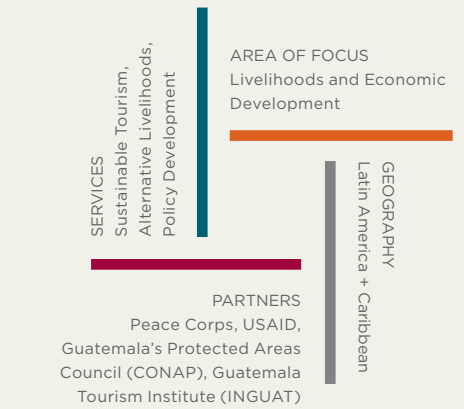 SERVICES
Sustainable Tourism,
Alternative Livelihoods,
Policy Development
AREA OF FOCUS
Livelihoods and Economic
Development
GEOGRAPHY
Latin America + Caribbean
PARTNERS
Peace Corps, USAID,
Guatemala’s Protected Areas
Council (CONAP), Guatemala
Tourism Institute (INGUAT)